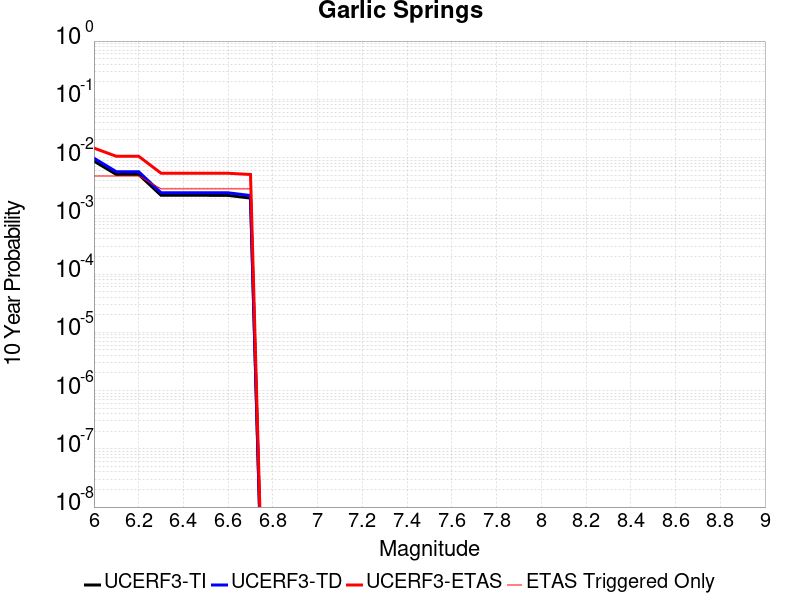 Garlic Springs
10 Year Probability
10^0
10^-1
10^-2
10^-3
10^-4
10^-5
10^-6
10^-7
10^-8
6 6.2 6.4 6.6 6.8 7 7.2 7.4 7.6 7.8 8 8.2 8.4 8.6 8.8 9
Magnitude
UCERF3-TI UCERF3-TD UCERF3-ETAS ETAS Triggered Only